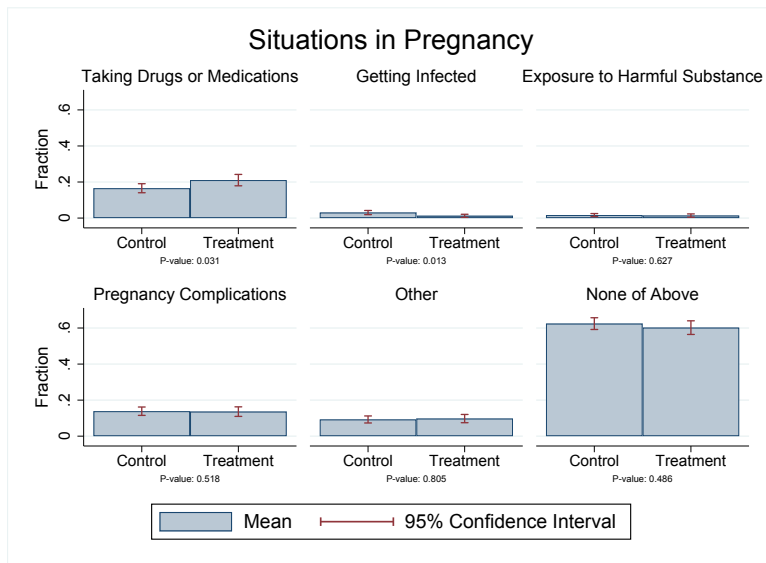 Situations in Pregnancy
Taking Drugs or Medications
Getting Infected
Exposure to Harmful Substance
Fraction
.6
.4
.2
0
Control Treatment
Control Treatment
Control Treatment
P-value: 0.031
P-value: 0.013
P-value: 0.627
Pregnancy Complications
Other
None of Above
Fraction
.6
.4
.2
0
Control Treatment
Control Treatment
Control Treatment
P-value: 0.518
P-value: 0.805
P-value: 0.486
Mean
95% Confidence Interval